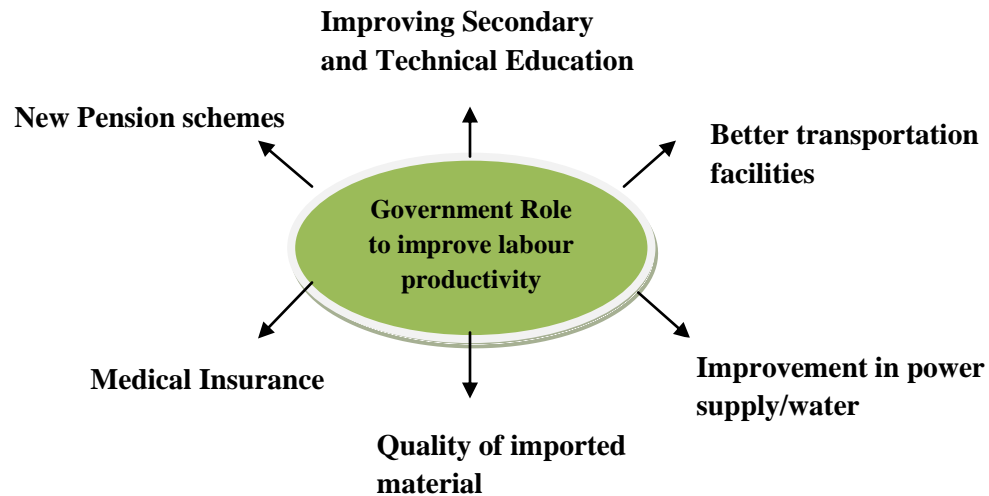 Improving Secondary
and Technical Education
New Pension schemes
Better transportation
facilities
Government Role
to improve labour
productivity
Medical Insurance
Improvement in power
supply/water
Quality of imported
material